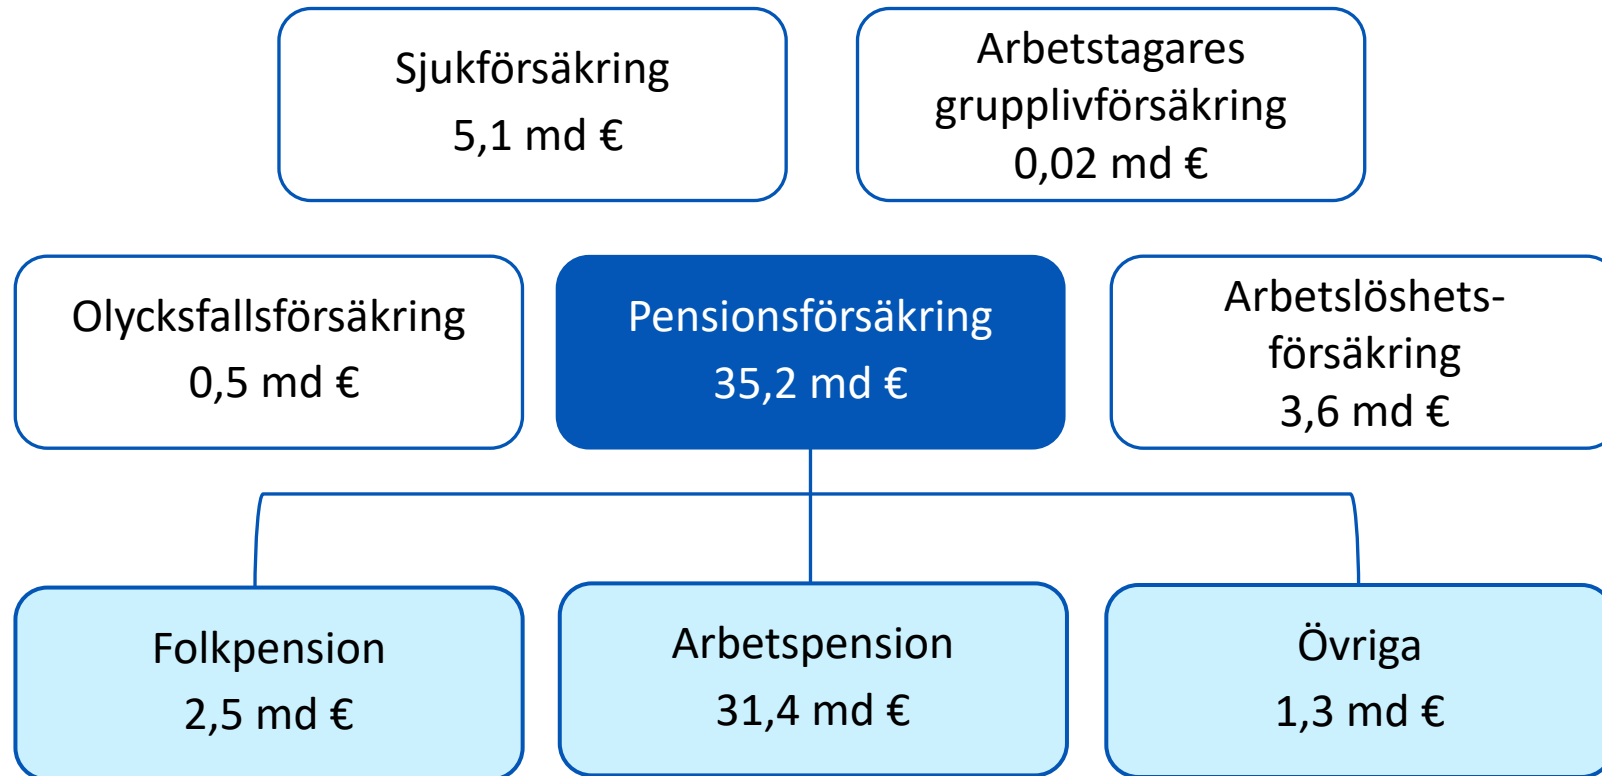 Sjukförsäkring
5,1 md €
Arbetstagares
grupplivförsäkring
0,02 md €
Olycksfallsförsäkring
0,5 md €
Pensionsförsäkring
35,2 md €
Arbetslöshets-
försäkring
3,6 md €
Folkpension
2,5 md €
Arbetspension
31,4 md €
Övriga
1,3 md €